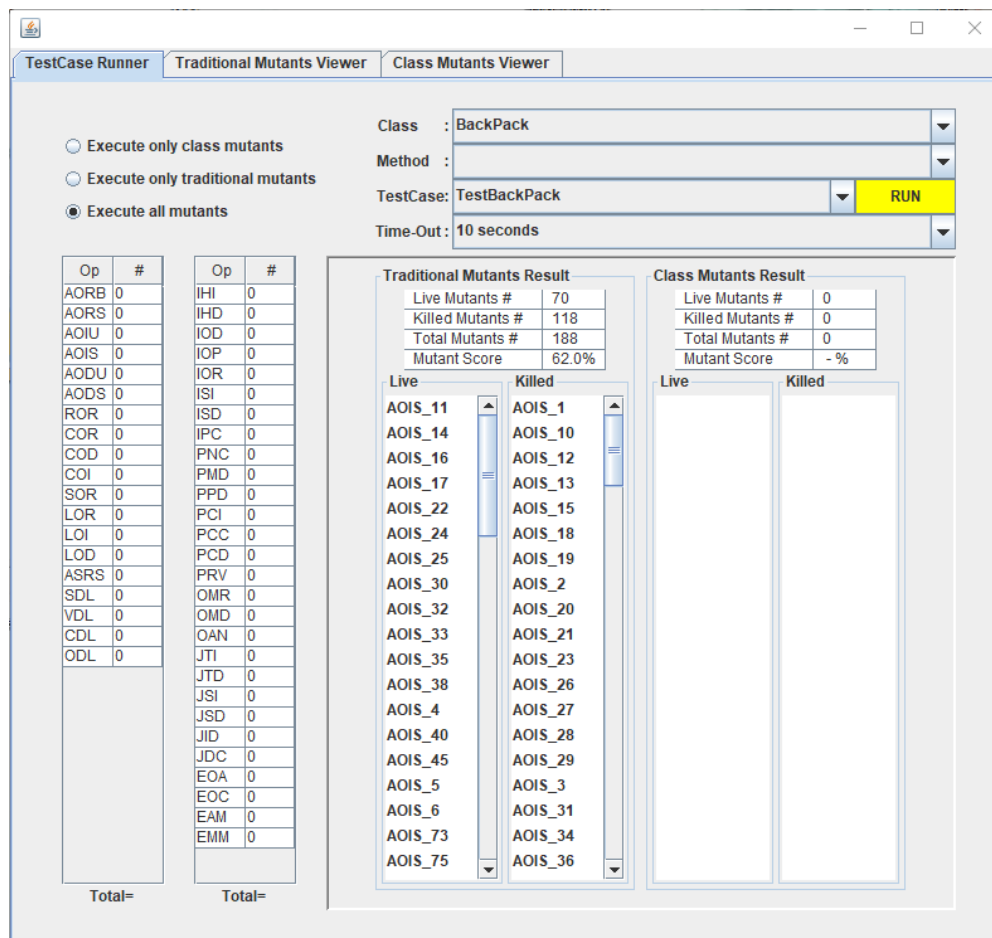 TestCase Runner Traditional Mutants Viewer Class Mutants Viewer
Class : BackPack
Execute only class mutants
Method :
Execute only traditional mutants
TestCase: TestBackPack RUN
Execute all mutants
Time-Out : 10 seconds
Op #
AORB 0
AORS 0
AOIU 0
AOIS 0
AODU 0
AODS 0
ROR 0
COR 0
COD 0
COI 0
SOR 0
LOR 0
LOI 0
LOD 0
ASRS 0
SDL 0
VDL 0
CDL 0
ODL 0
Total=
Op #
IHI 0
IHD 0
IOD 0
IOP 0
IOR 0
ISI 0
ISD 0
IPC 0
PNC 0
PMD 0
PPD 0
PCI 0
PCC 0
PCD 0
PRV 0
OMR 0
OMD 0
OAN 0
JTI 0
JTD 0
JSI 0
JSD 0
JID 0
JDC 0
EOA 0
EOC 0
EAM 0
EMM 0
Total=
Traditional Mutants Result
Live Mutants # 70
Killed Mutants # 118
Total Mutants # 188
Mutant Score 62.0%
Live
AOIS_11
AOIS_14
AOIS_16
AOIS_17
AOIS_22
AOIS_24
AOIS_25
AOIS_30
AOIS_32
AOIS_33
AOIS_35
AOIS_38
AOIS_4
AOIS_40
AOIS_45
AOIS_5
AOIS_6
AOIS_73
AOIS_75
Killed
AOIS_1
AOIS_10
AOIS_12
AOIS_13
AOIS_15
AOIS_18
AOIS_19
AOIS_2
AOIS_20
AOIS_21
AOIS_23
AOIS_26
AOIS_27
AOIS_28
AOIS_29
AOIS_3
AOIS_31
AOIS_34
AOIS_36
Class Mutants Result
Live Mutants # 0
Killed Mutants # 0
Total Mutants # 0
Mutant Score - %
Live
Killed